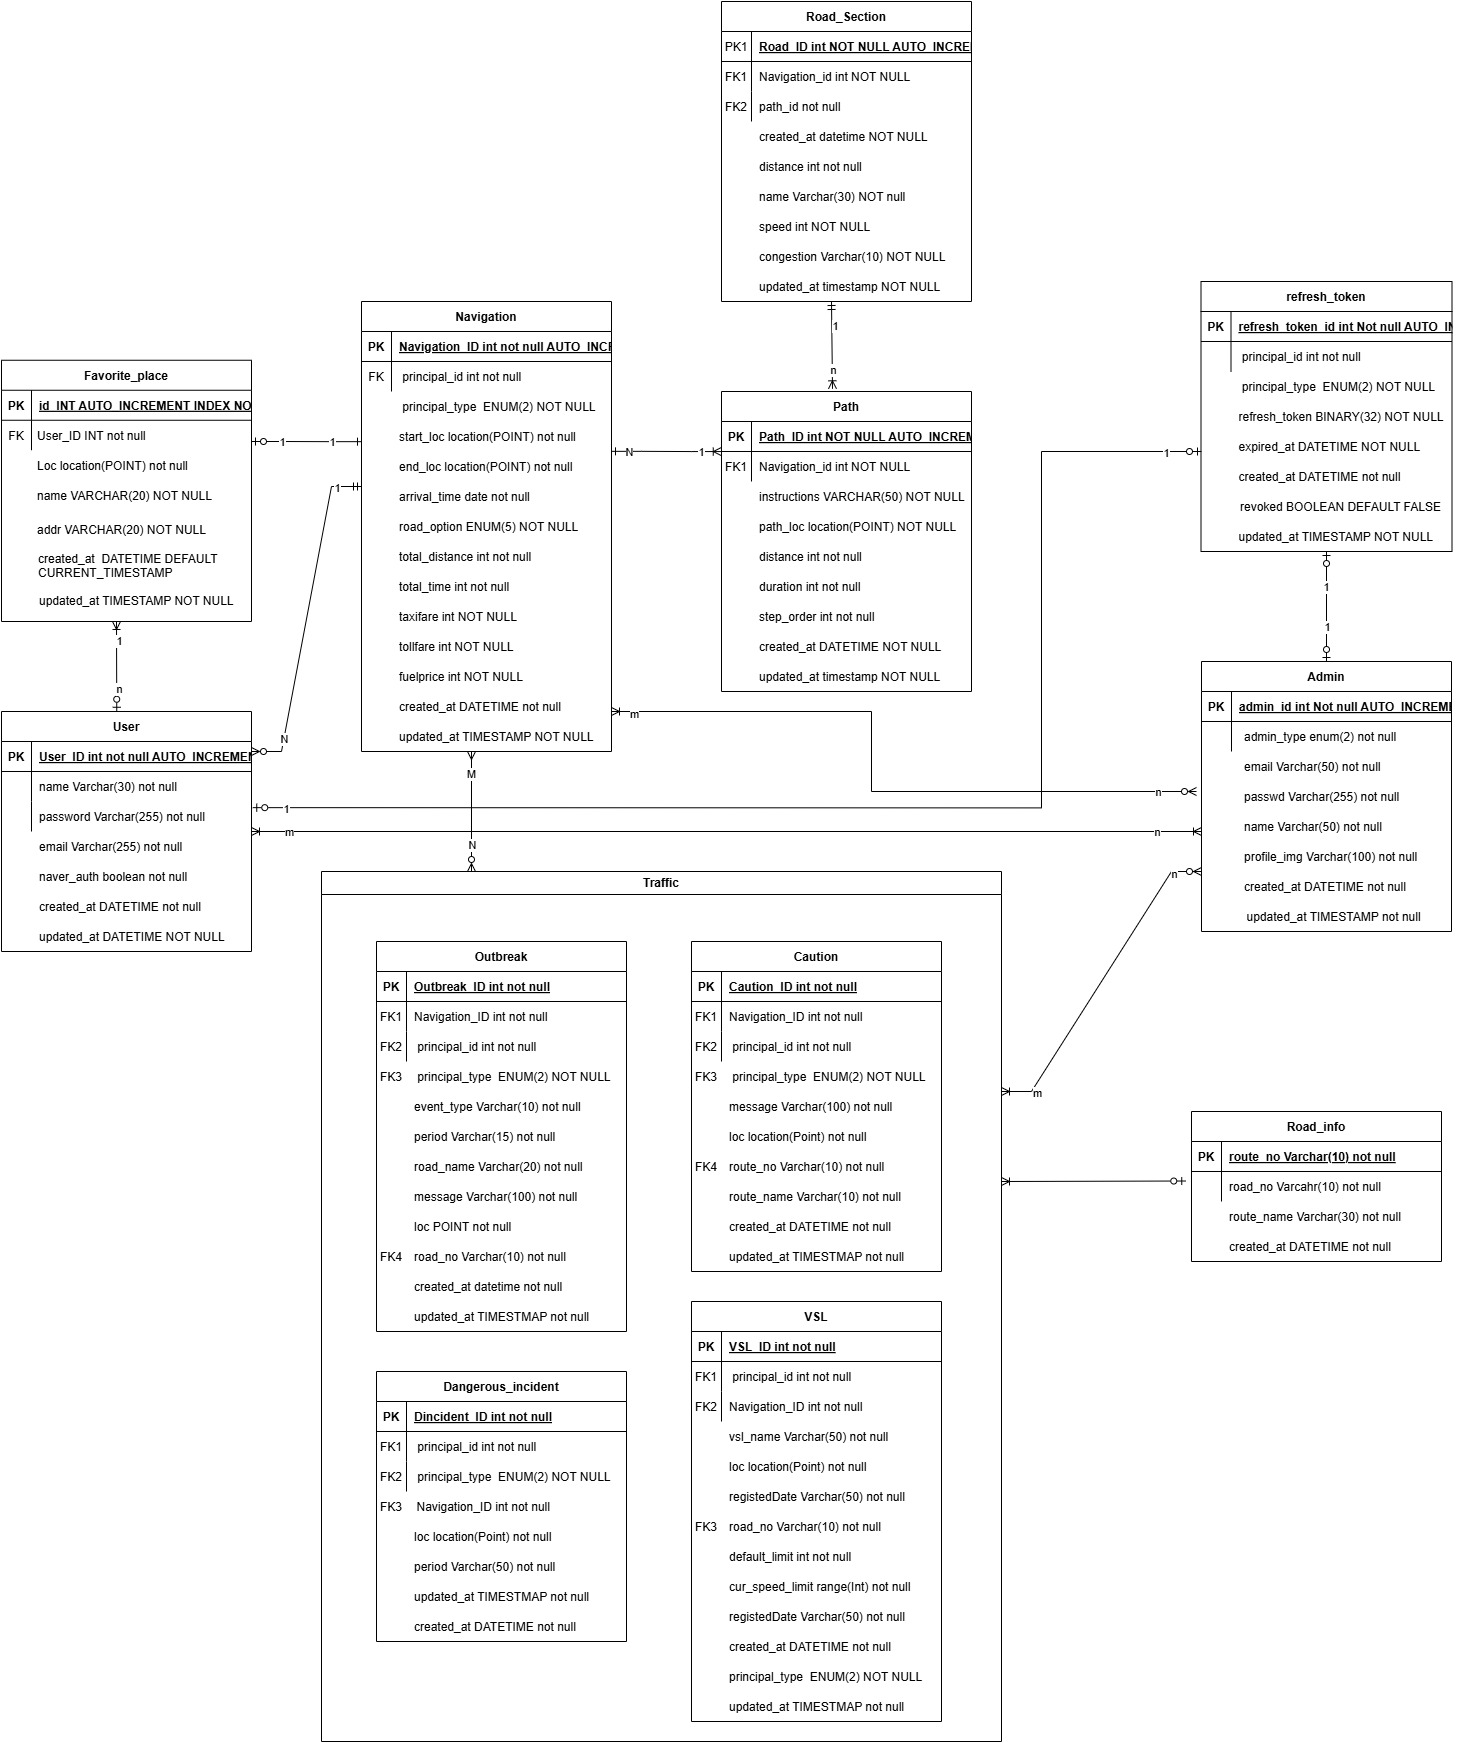 Road_Section
PK1 Road_ID int NOT NULL AUTO_INCRE
FK1 Navigation_id int NOT NULL
FK2 path_id not null
created_at datetime NOT NULL
distance int not null
name Varchar(30) NOT null
speed int NOT NULL
congestion Varchar(10) NOT NULL
updated_at timestamp NOT NULL
1
n
refresh_token
PK refresh_token_id int Not null AUTO_IN
principal_id int not null
principal_type ENUM(2) NOT NULL
refresh_token BINARY(32) NOT NULL
expired_at DATETIME NOT NULL
created_at DATETIME not null
revoked BOOLEAN DEFAULT FALSE
updated_at TIMESTAMP NOT NULL
1
1
1
Navigation
PK Navigation_ID int not null AUTO_INCR
FK principal_id int not null
principal_type ENUM(2) NOT NULL
start_loc location(POINT) not null
end_loc location(POINT) not null
arrival_time date not null
road_option ENUM(5) NOT NULL
total_distance int not null
total_time int not null
taxifare int NOT NULL
tollfare int NOT NULL
fuelprice int NOT NULL
created_at DATETIME not null
updated_at TIMESTAMP NOT NULL
Favorite_place
PK id_INT AUTO_INCREMENT INDEX NO
FK User_ID INT not null
Loc location(POINT) not null
name VARCHAR(20) NOT NULL
addr VARCHAR(20) NOT NULL
created_at DATETIME DEFAULT
CURRENT_TIMESTAMP
updated_at TIMESTAMP NOT NULL
1 1
1
N
1
n
Path
PK Path_ID int NOT NULL AUTO_INCREM
FK1 Navigation_id int NOT NULL
instructions VARCHAR(50) NOT NULL
path_loc location(POINT) NOT NULL
distance int not null
duration int not null
step_order int not null
created_at DATETIME NOT NULL
updated_at timestamp NOT NULL
N 1
User
PK User_ID int not null AUTO_INCREMEN
name Varchar(30) not null
password Varchar(255) not null
email Varchar(255) not null
naver_auth boolean not null
created_at DATETIME not null
updated_at DATETIME NOT NULL
1
m n
m
n
M
N
Admin
PK admin_id int Not null AUTO_INCREME
admin_type enum(2) not null
email Varchar(50) not null
passwd Varchar(255) not null
name Varchar(50) not null
profile_img Varchar(100) not null
created_at DATETIME not null
updated_at TIMESTAMP not null
n
m
Traffic
Outbreak
PK Outbreak_ID int not null
FK1 Navigation_ID int not null
FK2 principal_id int not null
FK3 principal_type ENUM(2) NOT NULL
event_type Varchar(10) not null
period Varchar(15) not null
road_name Varchar(20) not null
message Varchar(100) not null
loc POINT not null
FK4 road_no Varchar(10) not null
created_at datetime not null
updated_at TIMESTMAP not null
Caution
PK Caution_ID int not null
FK1 Navigation_ID int not null
FK2 principal_id int not null
FK3 principal_type ENUM(2) NOT NULL
message Varchar(100) not null
loc location(Point) not null
FK4 route_no Varchar(10) not null
route_name Varchar(10) not null
created_at DATETIME not null
updated_at TIMESTMAP not null
Road_info
PK route_no Varchar(10) not null
road_no Varcahr(10) not null
route_name Varchar(30) not null
created_at DATETIME not null
Dangerous_incident
PK Dincident_ID int not null
FK1 principal_id int not null
FK2 principal_type ENUM(2) NOT NULL
FK3 Navigation_ID int not null
loc location(Point) not null
period Varchar(50) not null
updated_at TIMESTMAP not null
created_at DATETIME not null
VSL
PK VSL_ID int not null
FK1 principal_id int not null
FK2 Navigation_ID int not null
vsl_name Varchar(50) not null
loc location(Point) not null
registedDate Varchar(50) not null
FK3 road_no Varchar(10) not null
default_limit int not null
cur_speed_limit range(Int) not null
registedDate Varchar(50) not null
created_at DATETIME not null
principal_type ENUM(2) NOT NULL
updated_at TIMESTMAP not null